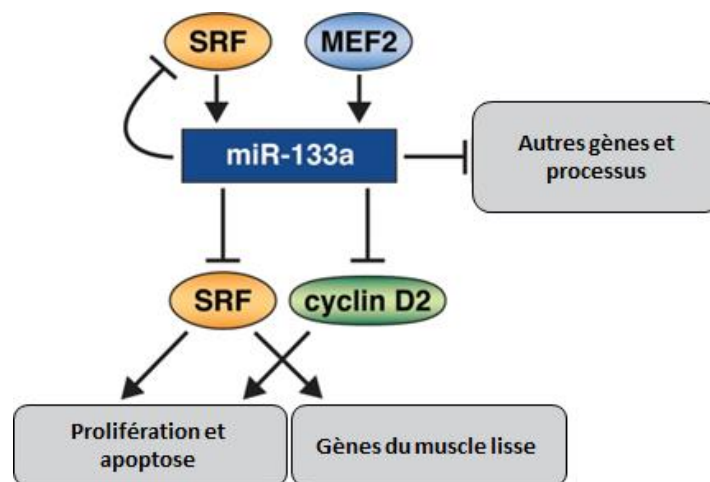 SRF
MEF2
miR-133a
Autres gènes et
processus
SRF
cyclin D2
Prolifération et
apoptose
Gènes du muscle lisse